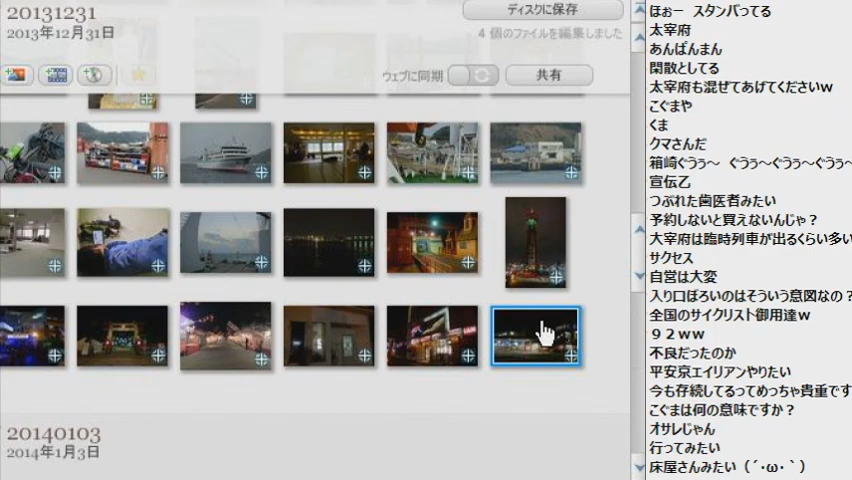 20131231
2013年12月31日
ディスクに保存
4 個のファイルを編集しました
ウェブに同期
共有
20140103
2014年1月3日
ほぉー スタンバってる
太宰府
あんぱんまん
閑散としてる
太宰府も混ぜてあげてくださいｗ
こぐまや
くま
クマさんだ
箱崎ぐうぅ～ ぐうぅ～ぐうぅ～ぐうぅ
宣伝乙
つぶれた歯医者みたい
予約しないと買えないんじゃ？
大宰府は臨時列車が出るくらい多い
サクセス
自営は大変
入り口ぼろいのはそういう意図なの？
全国のサイクリスト御用達ｗ
９２ｗｗ
不良だったのか
平安京エイリアンやりたい
今も存続してるってめっちゃ貴重です
こぐまは何の意味ですか？
オサレじゃん
行ってみたい
床屋さんみたい（´･ω･｀）